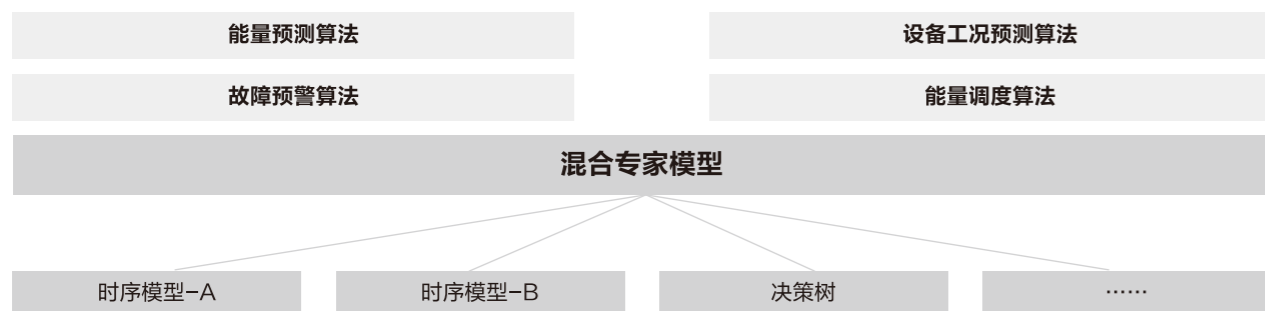 能量预测算法
设备工况预测算法
故障预警算法
能量调度算法
混合专家模型
时序模型-A
时序模型-B
决策树
……